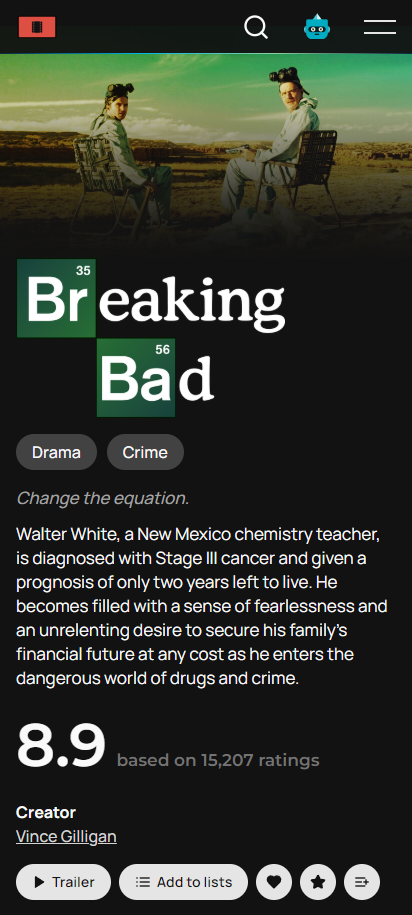 35
Breaking
56
Bad
Drama Crime
Change the equation.
Walter White, a New Mexico chemistry teacher,
is diagnosed with Stage III cancer and given a
prognosis of only two years left to live. He
becomes filled with a sense of fearlessness and
an unrelenting desire to secure his family's
financial future at any cost as he enters the
dangerous world of drugs and crime.
8.9 based on 15,207 ratings
Creator
Vince Gilligan
Trailer Add to lists